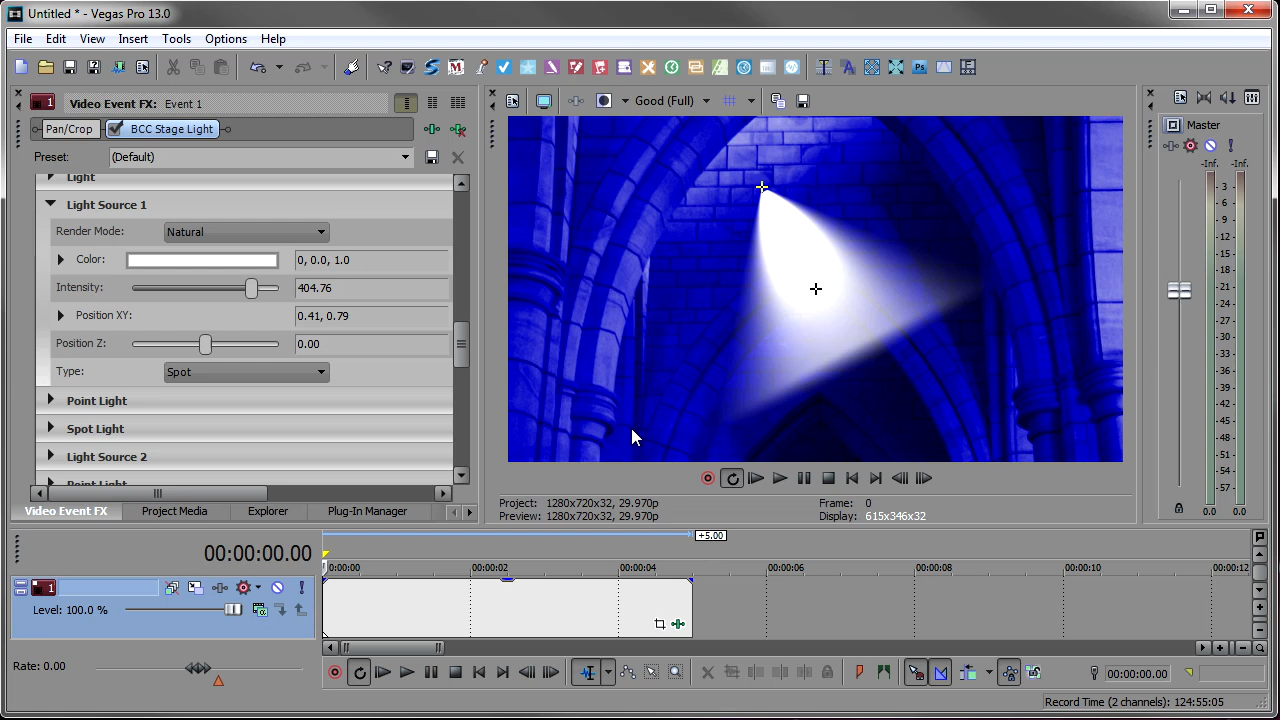 Untitled * - Vegas Pro 13.0
File Edit View Insert Tools Options Help
1 Video Event FX: Event 1
Good (Full)
Master
Pan/Crop BCC Stage Light
Preset: (Default)
-Inf. -Inf.
Light
Light Source 1
Render Mode: Natural
Color: 0, 0.0, 1.0
Intensity: 404.76
Position XY: 0.41, 0.79
Position Z: 0.00
Type: Spot
Point Light
Spot Light
Light Source 2
Point Light
3
6
9
12
15
18
21
24
27
30
33
36
39
42
45
48
51
54
57
0.0 0.0
Video Event FX Project Media Explorer Plug-In Manager
Project: 1280x720x32, 29.970p
Preview: 1280x720x32, 29.970p
Frame: 0
Display: 615x346x32
+5.00
00:00:00.00
0:00:00 00:00:02 00:00:04 00:00:06 00:00:08 00:00:10 00:00:12
1
Level: 100.0 %
Rate: 0.00
00:00:00.00
Record Time (2 channels): 124:55:05